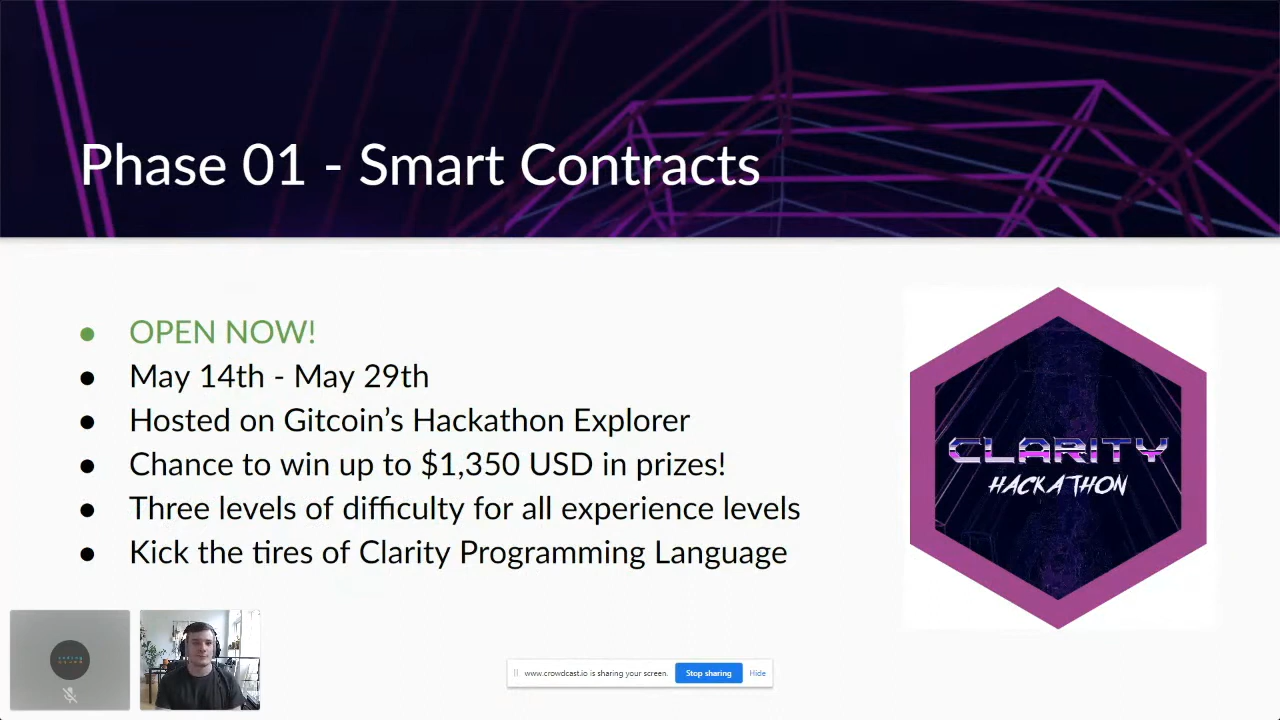 Phase 01 - Smart Contracts
● OPEN NOW!
● May 14th - May 29th
● Hosted on Gitcoin’s Hackathon Explorer
● Chance to win up to $1,350 USD in prizes!
● Three levels of difficulty for all experience levels
● Kick the tires of Clarity Programming Language
CLARITY
HACKATHON
www.crowdcast.io is sharing your screen. Stop sharing Hide